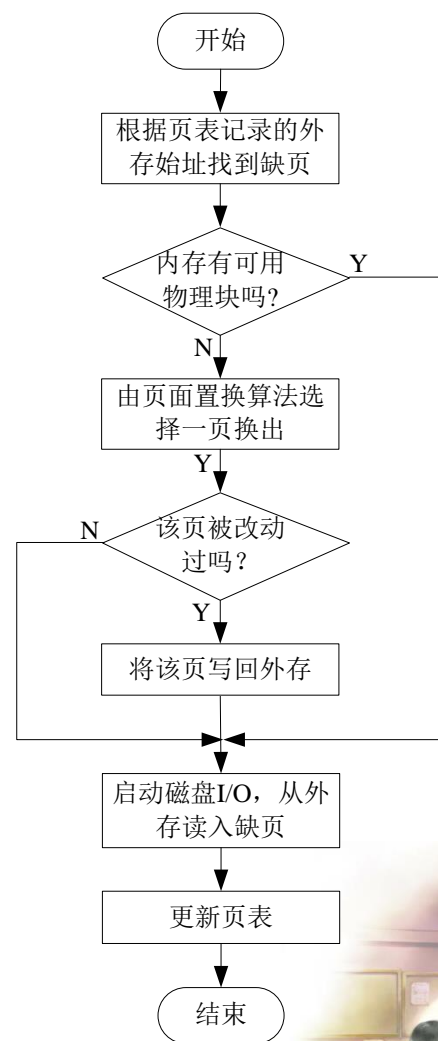 开始
根据页表记录的外
存始址找到缺页
内存有可用
物理块吗?
Y
N
由页面置换算法选
择一页换出
Y
N
该页被改动
过吗？
Y
将该页写回外存
启动磁盘I/O，从外
存读入缺页
更新页表
结束